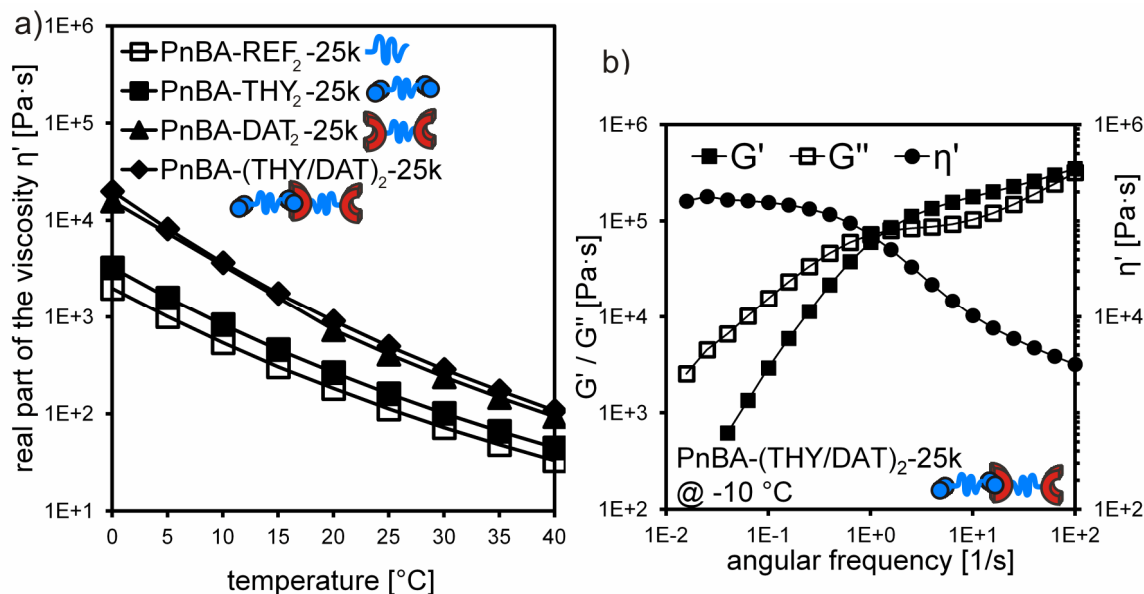 a)
real part of the viscosity η' [Pa·s]
1E+6
1E+5
1E+4
1E+3
1E+2
1E+1
PnBA-REF₂-25k
PnBA-THY₂-25k
PnBA-DAT₂-25k
PnBA-(THY/DAT)₂-25k
0 5 10 15 20 25 30 35 40
temperature [°C]
b)
G' / G'' [Pa·s]
1E+6
1E+5
1E+4
1E+3
1E+2
G' G'' η'
1E+6
1E+4
1E+2
η'
[Pa·s]
PnBA-(THY/DAT)₂-25k
@ -10 °C
1E-2 1E-1 1E+0 1E+1 1E+2
angular frequency [1/s]